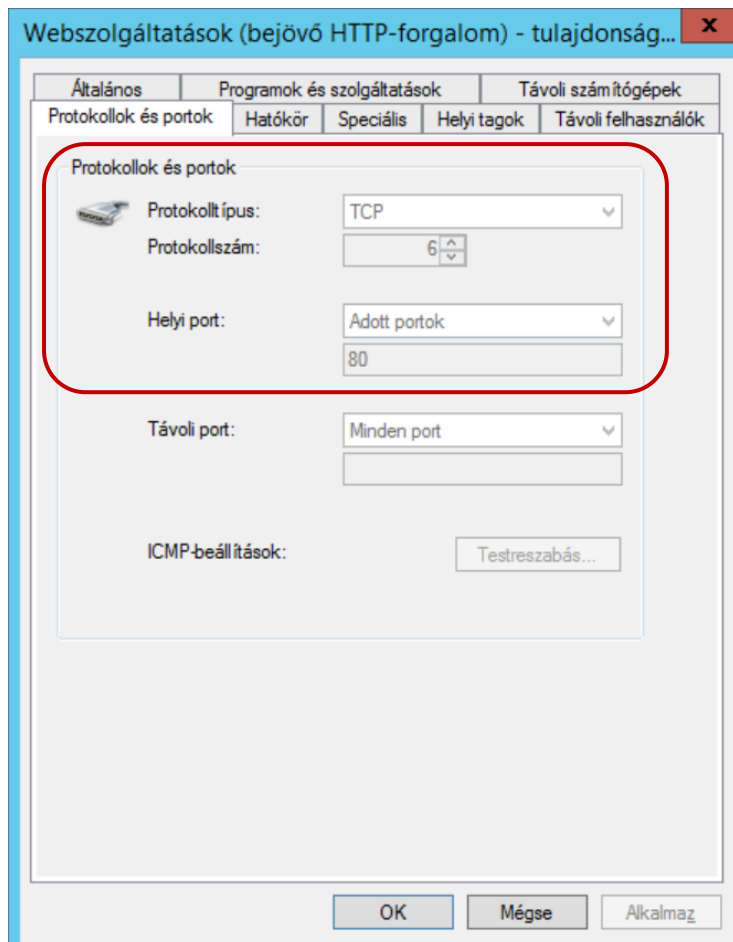 Webszolgáltatások (bejövő HTTP-forgalom) - tulajdonság... x
Általános Programok és szolgáltatások Távoli számítógépek
Protokollok és portok Hatókör Speciális Helyi tagok Távoli felhasználók
Protokollok és portok
Protokolltípus: TCP
Protokollszám: 6
Helyi port: Adott portok
80
Távoli port: Minden port
ICMP-beállítások: Testreszabás...
OK Mégse Alkalmaz